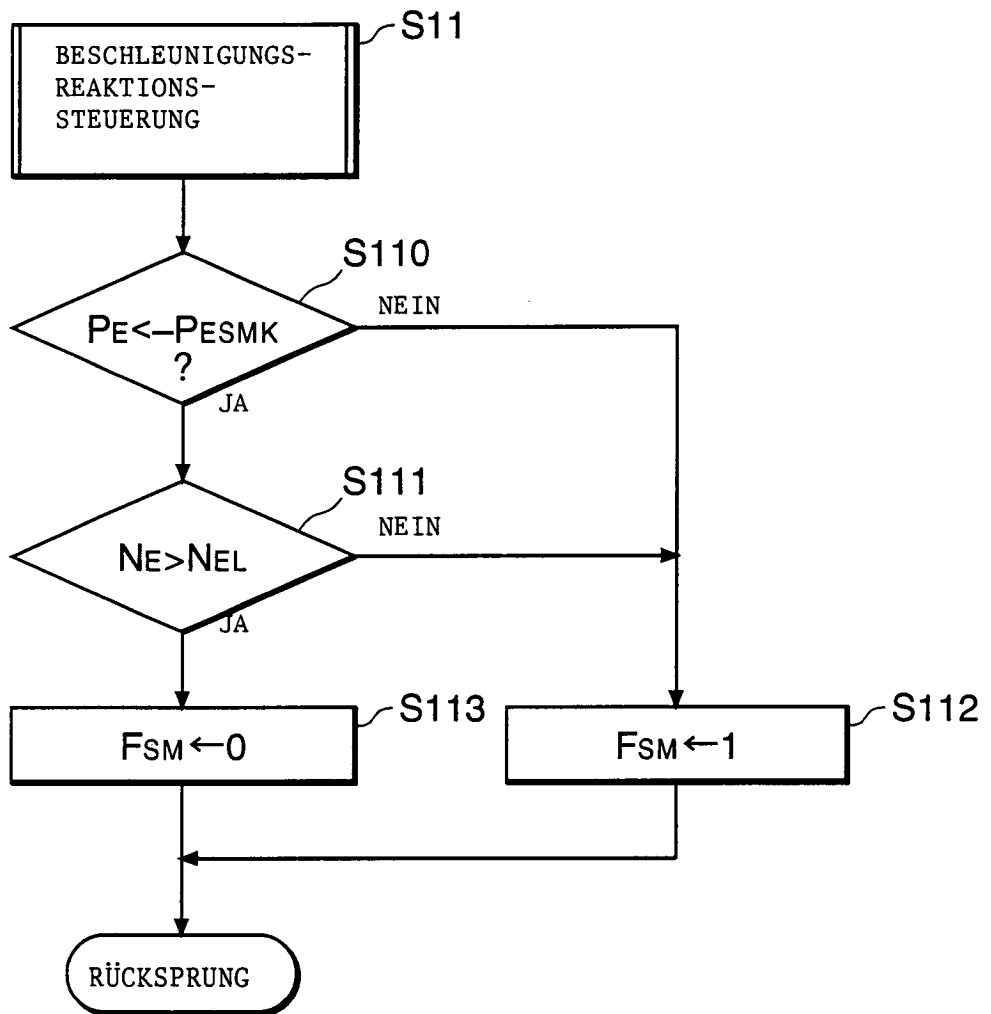 S11
BESCHLEUNIGUNGS-
REAKTIONS-
STEUERUNG
S110
NEIN
PE<–PESMK
?
JA
S111
NEIN
NE>NEL
JA
S113
FSM←0
S112
FSM←1
RÜCKSPRUNG